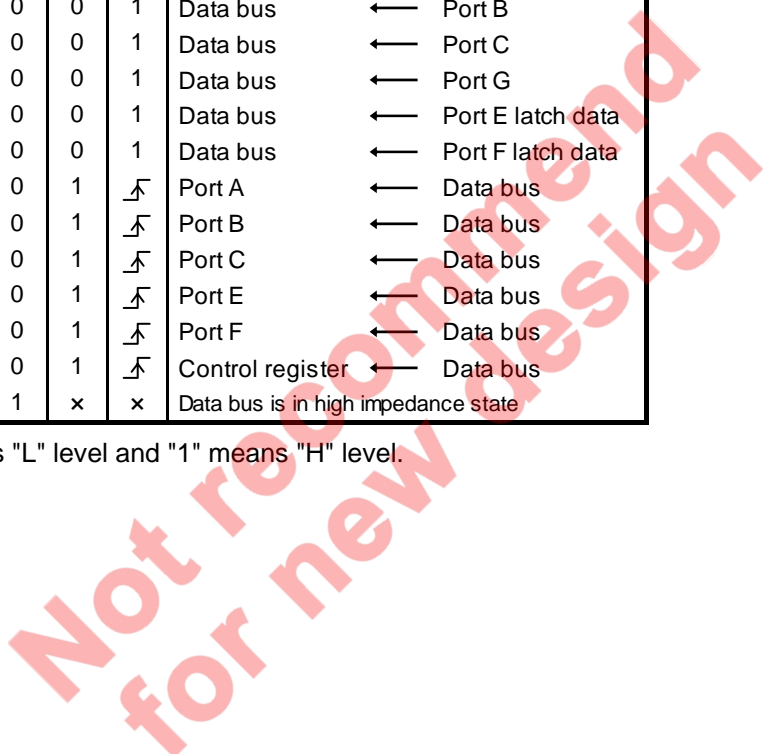 0 0 1 Data bus ← Port B
0 0 1 Data bus ← Port C
0 0 1 Data bus ← Port G
0 0 1 Data bus ← Port E latch data
0 0 1 Data bus ← Port F latch data
0 1 Port A ← Data bus
0 1 Port B ← Data bus
0 1 Port C ← Data bus
0 1 Port E ← Data bus
0 1 Port F ← Data bus
0 1 Control register ← Data bus
1 × × Data bus is in high impedance state
"L" level and "1" means "H" level.
Not recommend
for new design